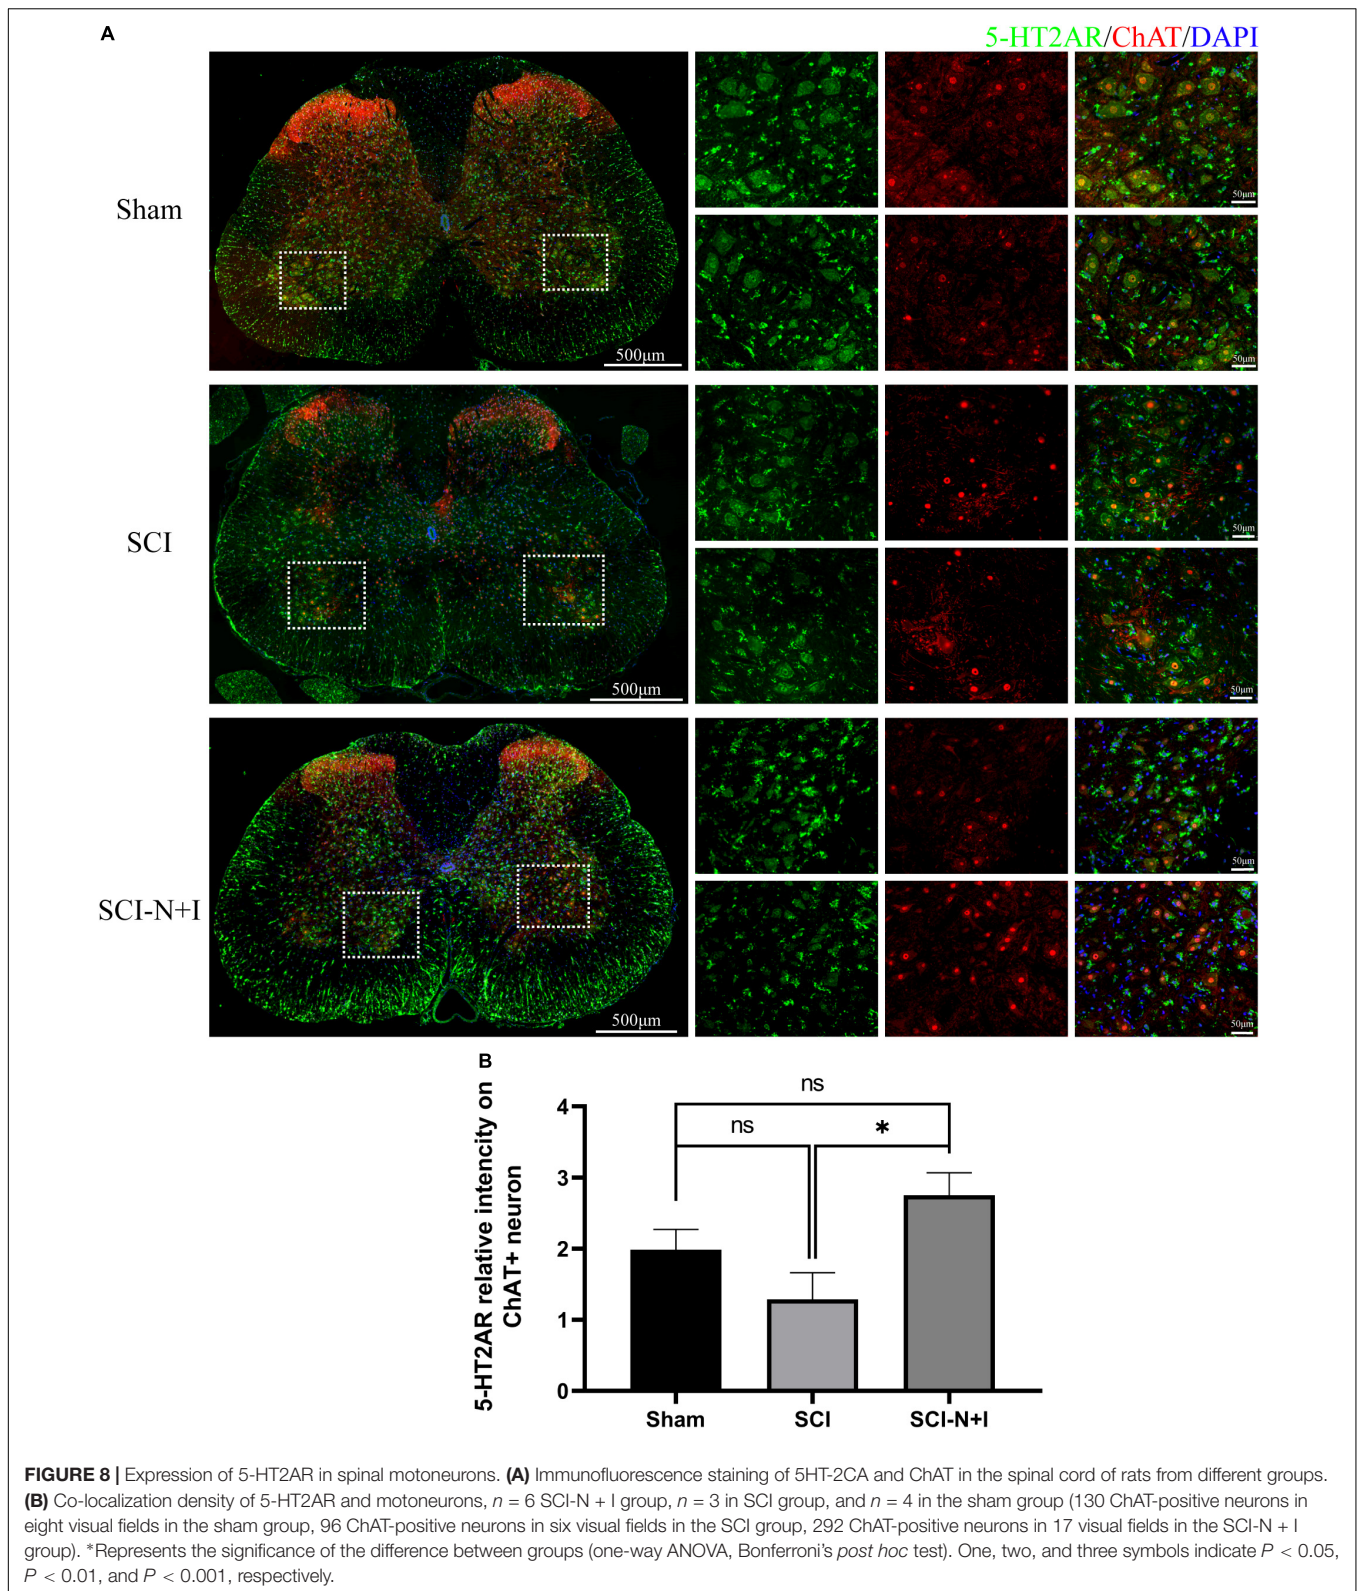 A
5-HT2AR/ChAT/DAPI
Sham
500μm
50μm
50μm
SCI
500μm
50μm
50μm
SCI-N+I
500μm
50μm
50μm
B
5-HT2AR relative intencity on
ChAT+ neuron
4
3
2
1
0
ns
ns
*
Sham
SCI
SCI-N+I
FIGURE 8 | Expression of 5-HT2AR in spinal motoneurons. (A) Immunofluorescence staining of 5HT-2CA and ChAT in the spinal cord of rats from different groups.
(B) Co-localization density of 5-HT2AR and motoneurons, n = 6 SCI-N + I group, n = 3 in SCI group, and n = 4 in the sham group (130 ChAT-positive neurons in
eight visual fields in the sham group, 96 ChAT-positive neurons in six visual fields in the SCI group, 292 ChAT-positive neurons in 17 visual fields in the SCI-N + I
group). *Represents the significance of the difference between groups (one-way ANOVA, Bonferroni's post hoc test). One, two, and three symbols indicate P < 0.05,
P < 0.01, and P < 0.001, respectively.